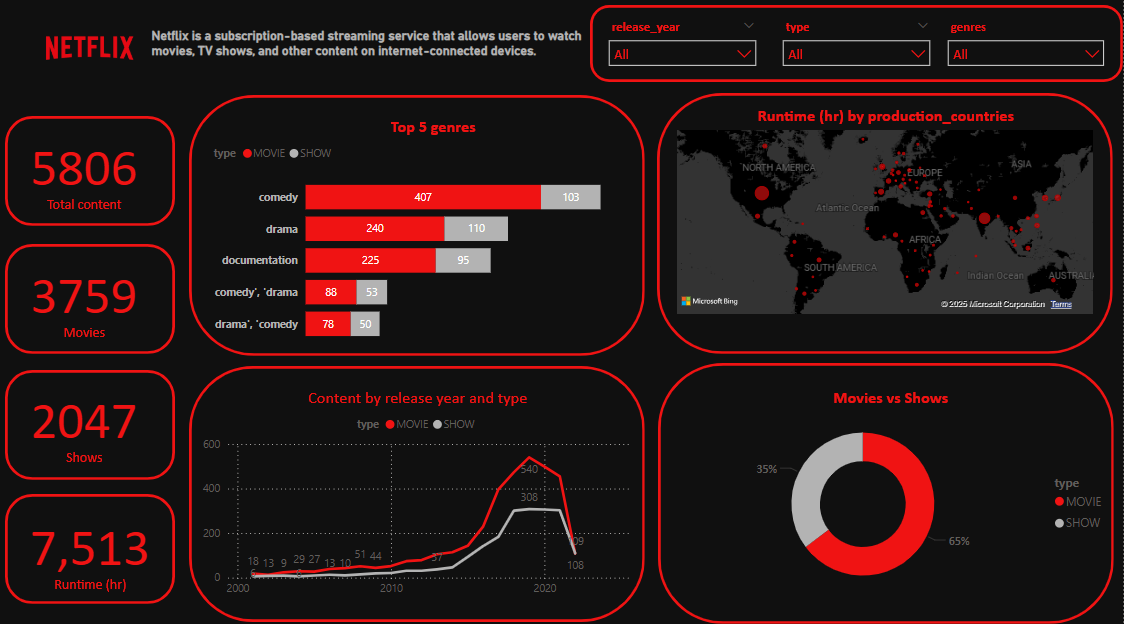 NETFLIX
Netflix is a subscription-based streaming service that allows users to watch
movies, TV shows, and other content on internet-connected devices.
release_year
type
genres
All
All
All
5806
Total content
3759
Movies
2047
Shows
7,513
Runtime (hr)
Top 5 genres
type MOVIE SHOW
comedy 407 103
drama 240 110
documentation 225 95
comedy', 'drama 88 53
drama', 'comedy 78 50
Runtime (hr) by production_countries
NORTH AMERICA
EUROPE
ASIA
Atlantic Ocean
AFRICA
SOUTH AMERICA
Indian Ocean
AUSTRALI
Microsoft Bing
© 2025 Microsoft Corporation Terms
Content by release year and type
type MOVIE SHOW
600
400
200
0
540
308
18 13 9 29 27 13 10 51 44 57
09
108
2000 2010 2020
Movies vs Shows
35%
65%
type
MOVIE
SHOW